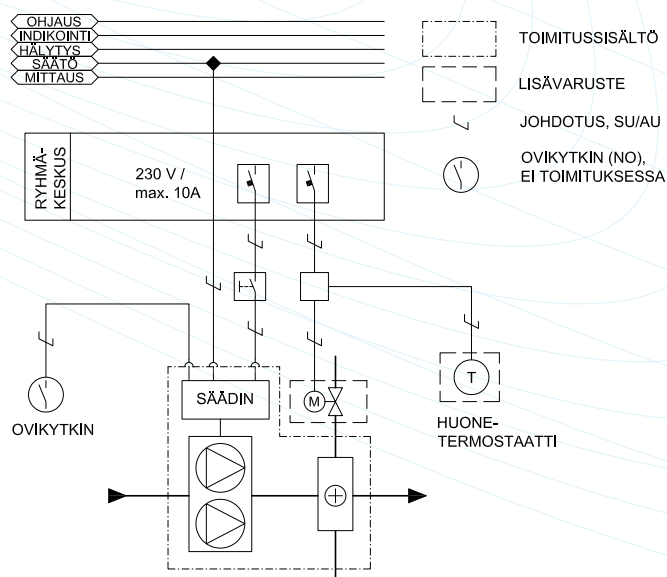 OHJAUS
INDIKOINTI
HÄLYTYS
SÄÄTÖ
MITTAUS
TOIMITUSSISÄLTÖ
LISÄVARUSTE
JOHDOTUS, SU/AU
OVIKYTKIN (NO),
EI TOIMITUKSESSA
RYHMÄ-
KESKUS
230 V /
max. 10A
SÄÄDIN
M
T
OVIKYTKIN
HUONE-
TERMOSTAATTI